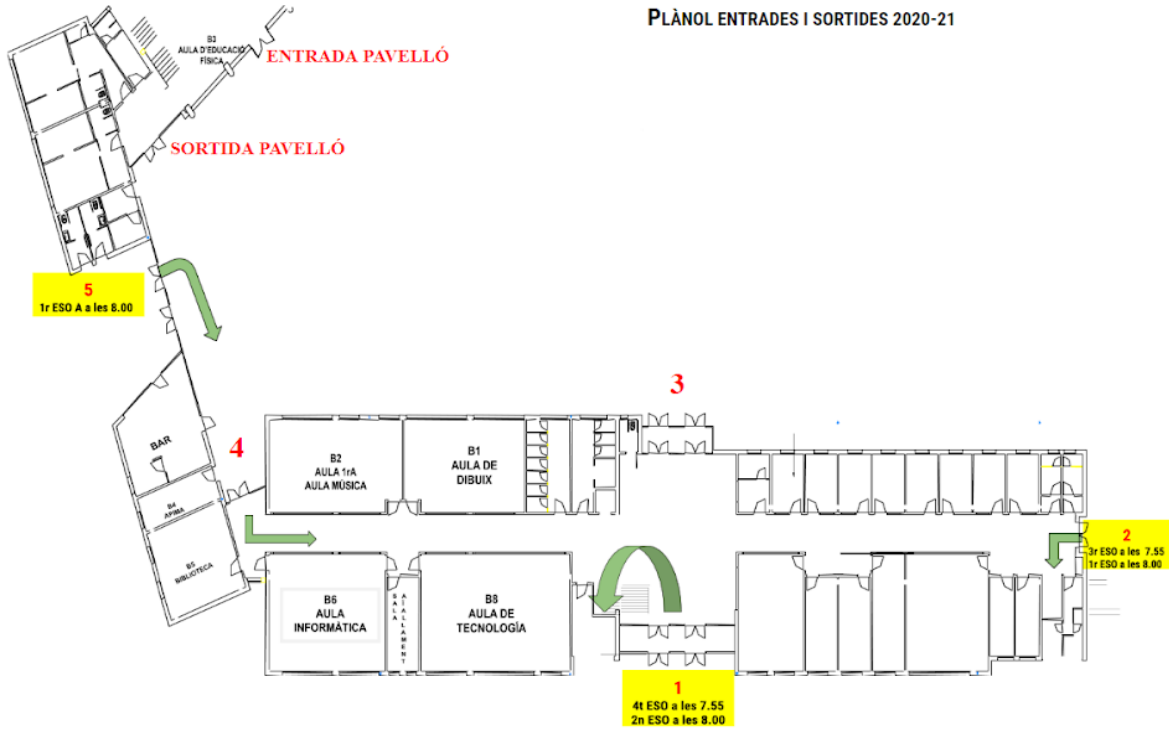 PLÀNOL ENTRADES I SORTIDES 2020-21
B3
AULA D'EDUCACIÓ
FÍSICA
ENTRADA PAVELLÓ
SORTIDA PAVELLÓ
5
1r ESO A a les 8.00
3
4
BAR
B4
APIMA
B5
BIBLIOTECA
B2
AULA 1rA
AULA MÚSICA
B1
AULA DE
DIBUIX
2
3r ESO a les 7.55
1r ESO a les 8.00
B6
AULA
INFORMÀTICA
SALA
AÏALLAMENT
B8
AULA DE
TECNOLOGÌA
1
4t ESO a les 7.55
2n ESO a les 8.00